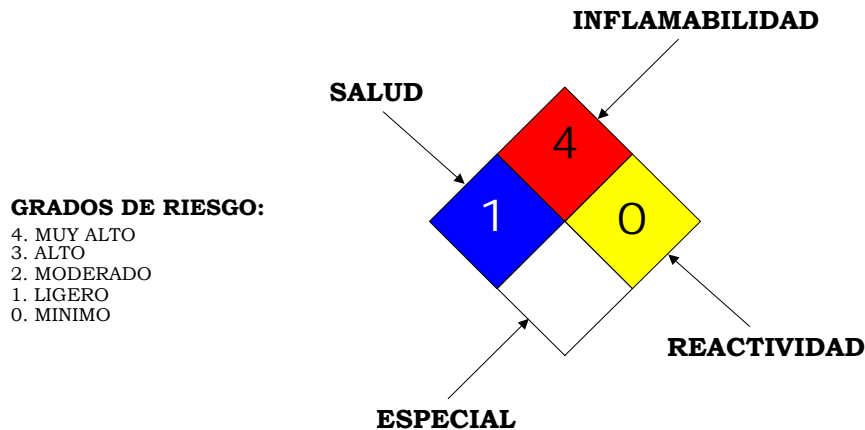 INFLAMABILIDAD
SALUD
4
1
0
GRADOS DE RIESGO:
4. MUY ALTO
3. ALTO
2. MODERADO
1. LIGERO
0. MINIMO
REACTIVIDAD
ESPECIAL